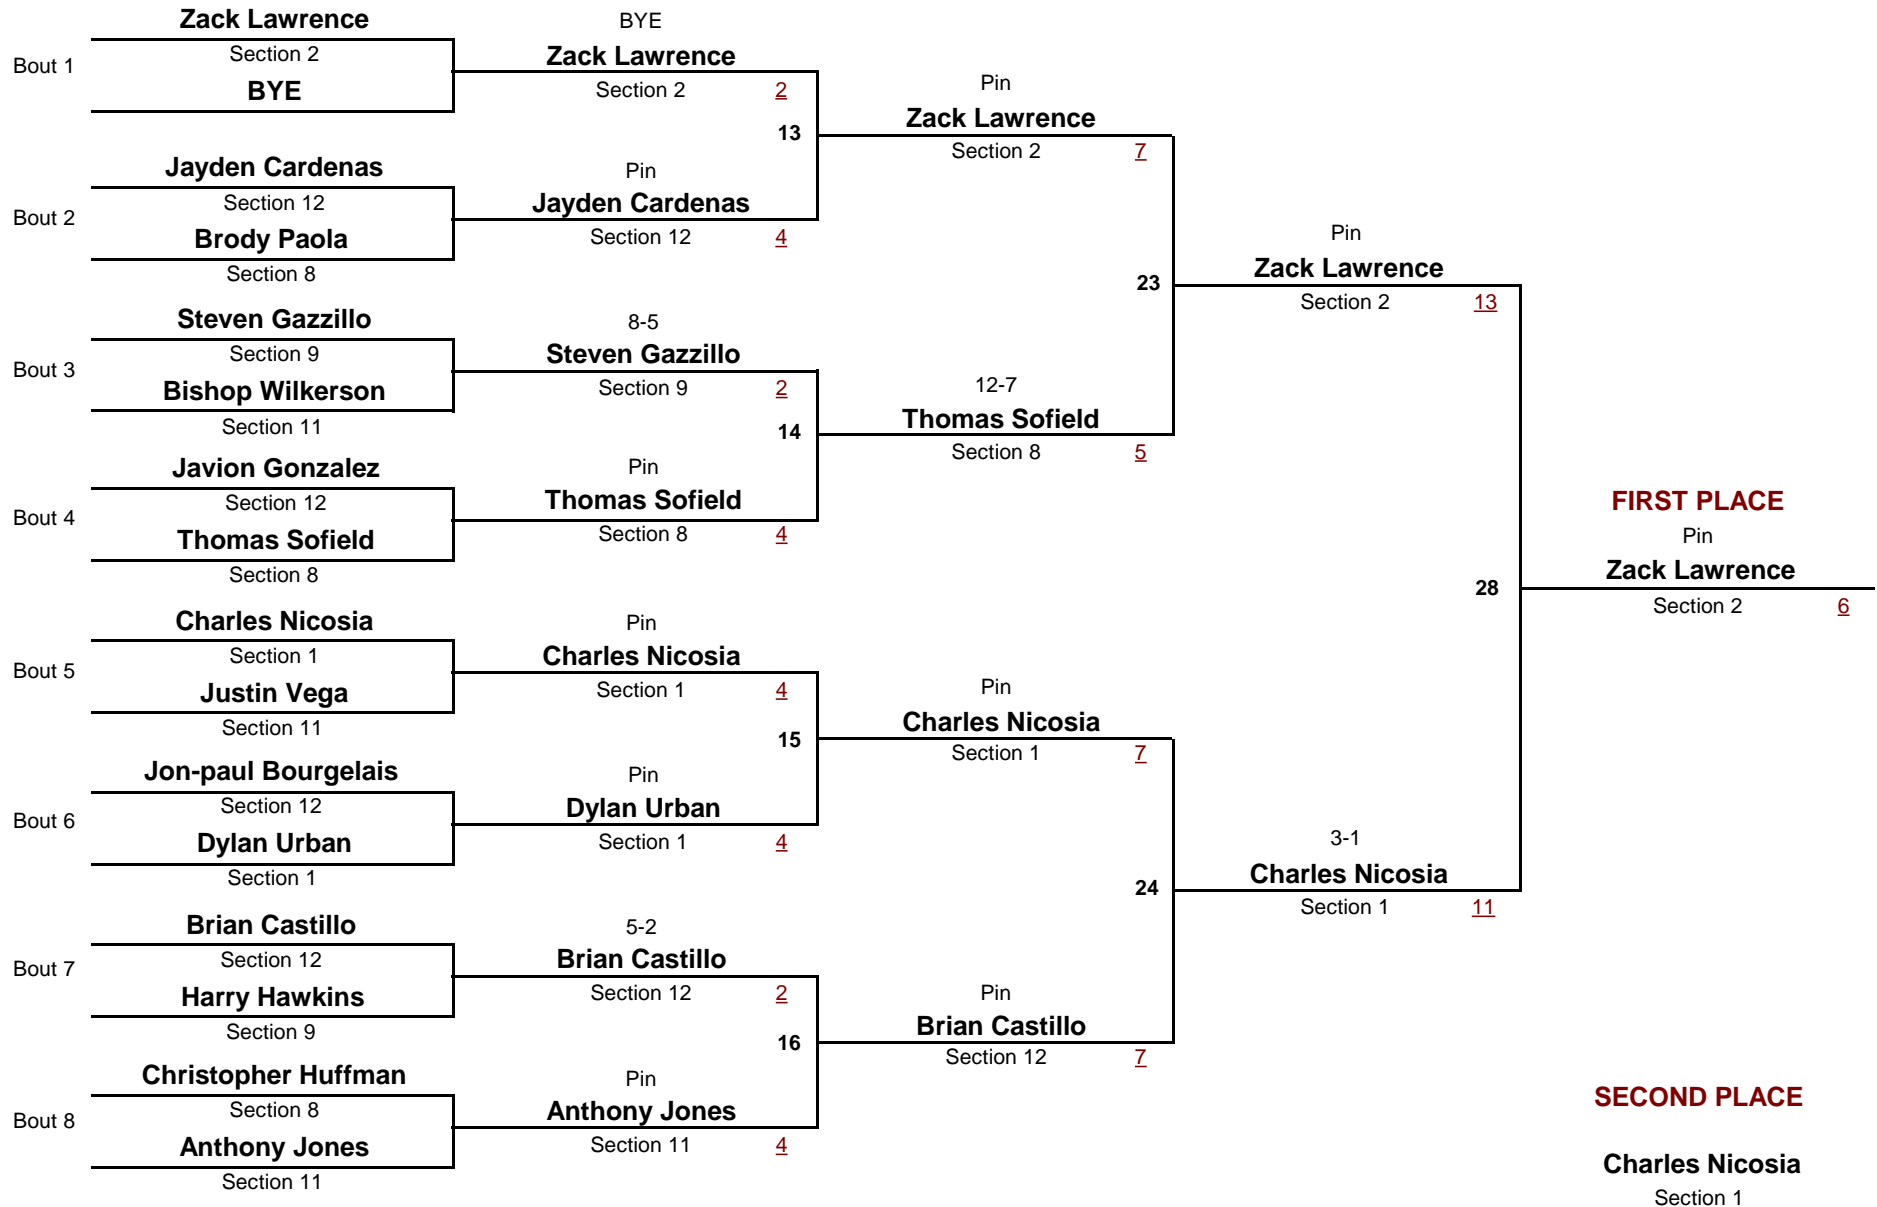 Zack Lawrence
Bout 1
Section 2
BYE
Jayden Cardenas
Bout 2
Section 12
Brody Paola
Section 8
Steven Gazzillo
Bout 3
Section 9
Bishop Wilkerson
Section 11
Javion Gonzalez
Bout 4
Section 12
Thomas Sofield
Section 8
Charles Nicosia
Bout 5
Section 1
Justin Vega
Section 11
Jon-paul Bourgelais
Bout 6
Section 12
Dylan Urban
Section 1
Brian Castillo
Bout 7
Section 12
Harry Hawkins
Section 9
Christopher Huffman
Bout 8
Section 8
Anthony Jones
Section 11
BYE
Zack Lawrence
Section 2 2
13
Pin
Jayden Cardenas
Section 12 4
8-5
Steven Gazzillo
Section 9 2
14
Pin
Thomas Sofield
Section 8 4
Pin
Charles Nicosia
Section 1 4
15
Pin
Dylan Urban
Section 1 4
5-2
Brian Castillo
Section 12 2
16
Pin
Anthony Jones
Section 11 4
Pin
Zack Lawrence
Section 2 7
23
12-7
Thomas Sofield
Section 8 5
Pin
Charles Nicosia
Section 1 7
24
Pin
Brian Castillo
Section 12 7
Pin
Zack Lawrence
Section 2 13
28
3-1
Charles Nicosia
Section 1 11
FIRST PLACE
Pin
Zack Lawrence
Section 2 6
SECOND PLACE
Charles Nicosia
Section 1